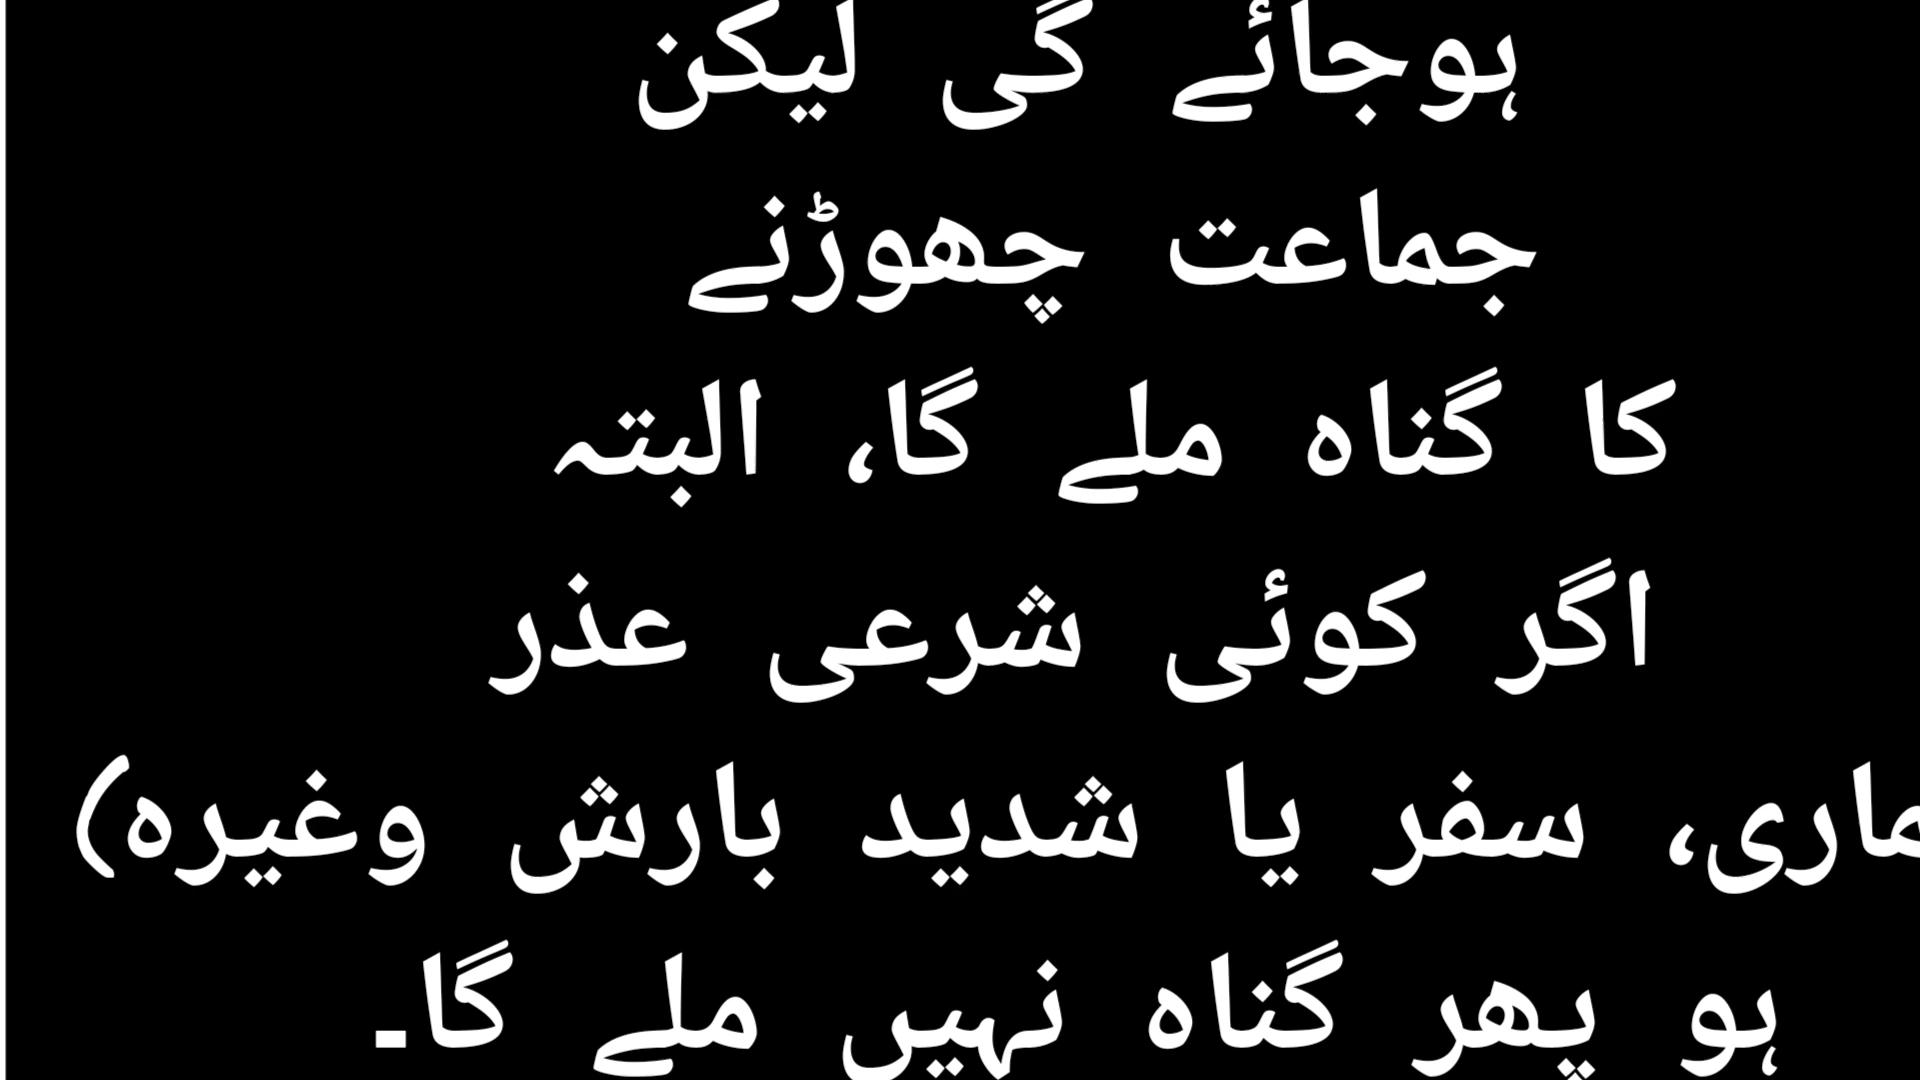 ہوجائے گی لیکن
جماعت چھوڑنے
کا گناہ ملے گا، البتہ
اگر کوئی شرعی عذر
سفر یا شدید بارش وغیرہ)
ہو پھر گناہ نہیں ملے گا۔